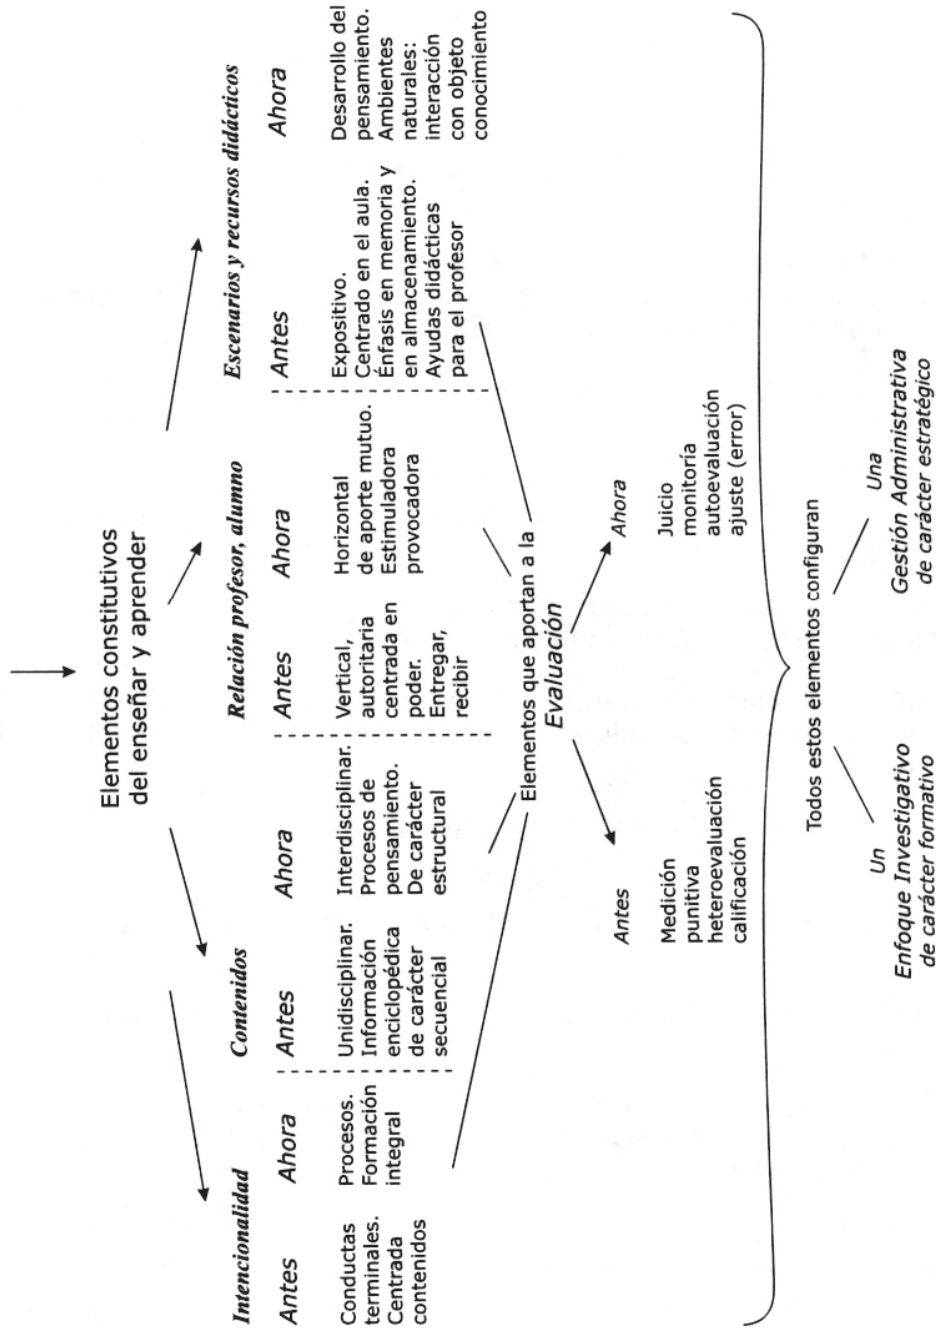 Elementos constitutivos
del enseñar y aprender
Intencionalidad
Antes
Conductas
terminales.
Centrada
contenidos
Ahora
Procesos.
Formación
integral
Contenidos
Antes
Unidisciplinar.
Información
enciclopédica
de carácter
secuencial
Ahora
Interdisciplinar.
Procesos de
pensamiento.
De carácter
estructural
Relación profesor, alumno
Antes
Vertical,
autoritaria
centrada en
poder.
Entregar,
recibir
Ahora
Horizontal
de aporte mutuo.
Estimuladora
provocadora
Escenarios y recursos didácticos
Antes
Expositivo.
Centrado en el aula.
Énfasis en memoria y
en almacenamiento.
Ayudas didácticas
para el profesor
Ahora
Desarrollo del
pensamiento.
Ambientes
naturales:
interacción
con objeto
conocimiento
Elementos que aportan a la
Evaluación
Antes
Medición
punitiva
heteroevaluación
calificación
Ahora
Juicio
monitoría
autoevaluación
ajuste (error)
Todos estos elementos configuran
Un
Enfoque Investigativo
de carácter formativo
Una
Gestión Administrativa
de carácter estratégico